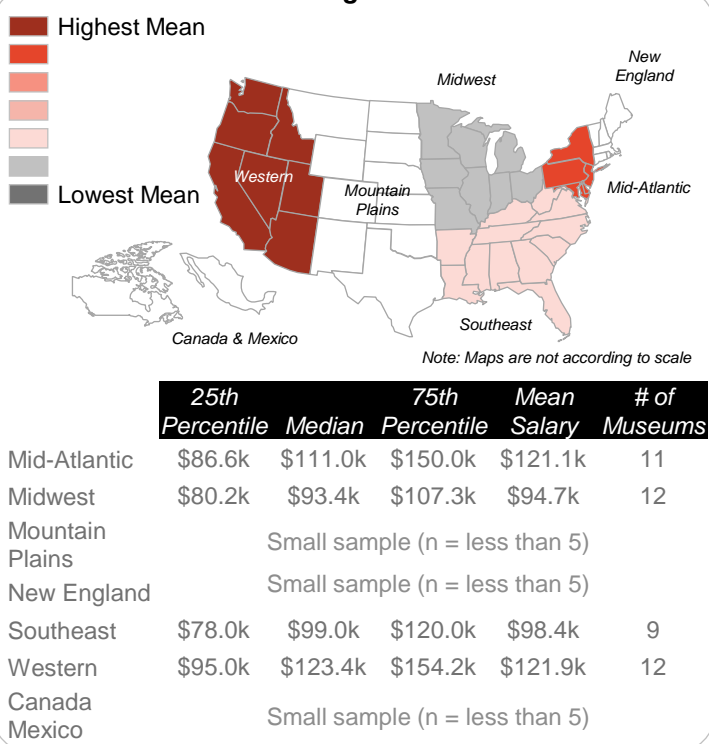 Highest Mean
Lowest Mean
New
England
Midwest
Western
Mountain
Plains
Mid-Atlantic
Southeast
Canada & Mexico
Note: Maps are not according to scale
25th Percentile Median 75th Percentile Mean Salary # of Museums
Mid-Atlantic $86.6k $111.0k $150.0k $121.1k 11
Midwest $80.2k $93.4k $107.3k $94.7k 12
Mountain
Plains Small sample (n = less than 5)
New England Small sample (n = less than 5)
Southeast $78.0k $99.0k $120.0k $98.4k 9
Western $95.0k $123.4k $154.2k $121.9k 12
Canada
Mexico Small sample (n = less than 5)